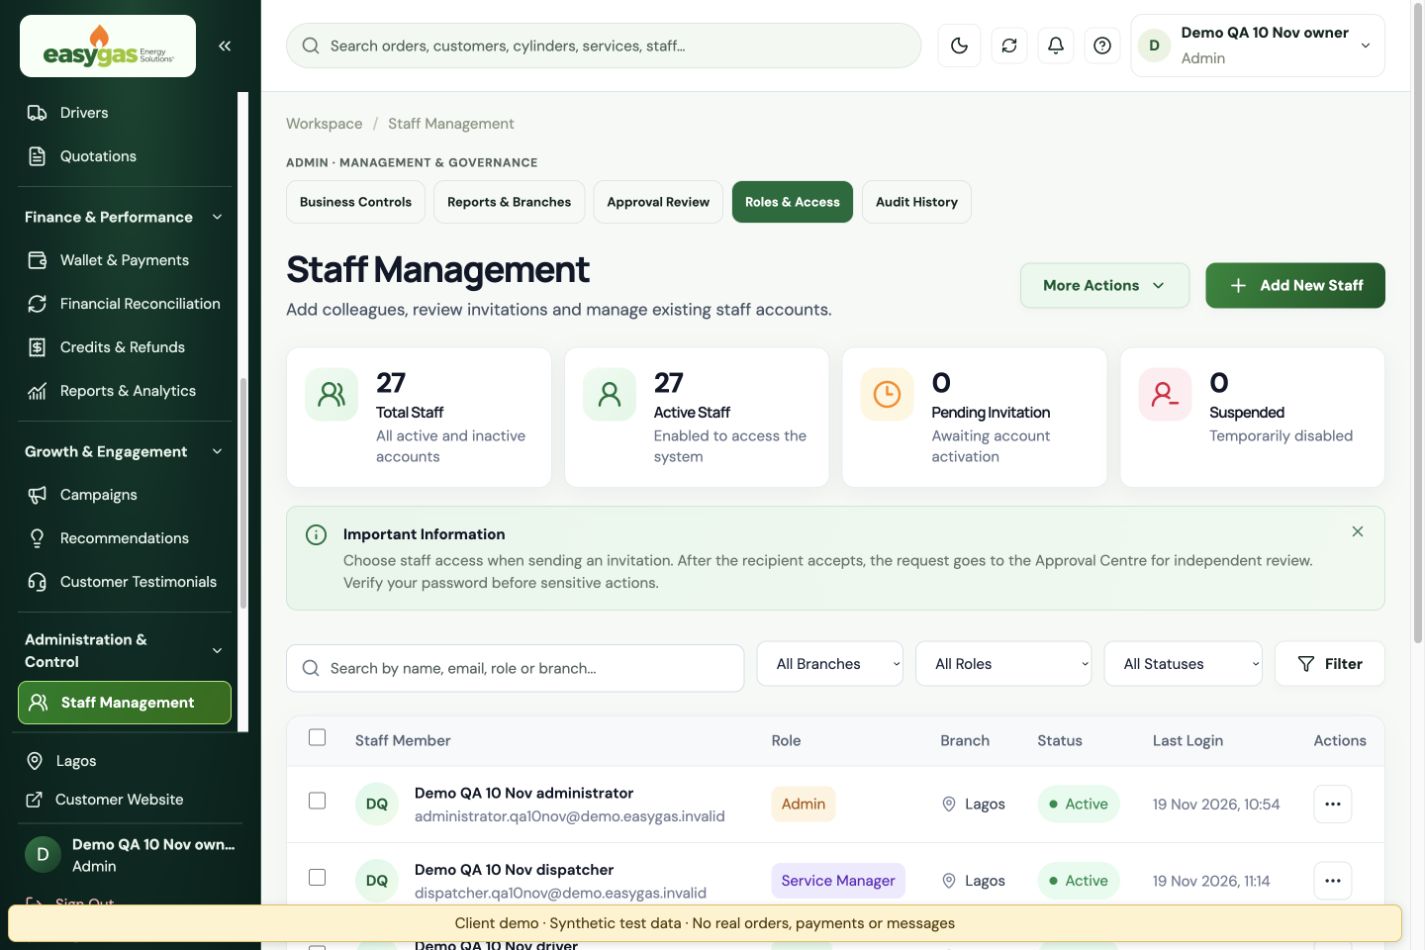 easygas Energy Solutions
Drivers
Quotations
Finance & Performance
Wallet & Payments
Financial Reconciliation
Credits & Refunds
Reports & Analytics
Growth & Engagement
Campaigns
Recommendations
Customer Testimonials
Administration &
Control
Staff Management
Lagos
Customer Website
D
Demo QA 10 Nov own...
Admin
Sign Out
Search orders, customers, cylinders, services, staff...
D
Demo QA 10 Nov owner
Admin
Workspace / Staff Management
ADMIN · MANAGEMENT & GOVERNANCE
Business Controls
Reports & Branches
Approval Review
Roles & Access
Audit History
Staff Management
Add colleagues, review invitations and manage existing staff accounts.
More Actions
Add New Staff
27
Total Staff
All active and inactive
accounts
27
Active Staff
Enabled to access the
system
0
Pending Invitation
Awaiting account
activation
0
Suspended
Temporarily disabled
Important Information
Choose staff access when sending an invitation. After the recipient accepts, the request goes to the Approval Centre for independent review.
Verify your password before sensitive actions.
Search by name, email, role or branch...
All Branches
All Roles
All Statuses
Filter
Staff Member Role Branch Status Last Login Actions
DQ
Demo QA 10 Nov administrator
administrator.qa10nov@demo.easygas.invalid
Admin
Lagos
Active
19 Nov 2026, 10:54
DQ
Demo QA 10 Nov dispatcher
dispatcher.qa10nov@demo.easygas.invalid
Service Manager
Lagos
Active
19 Nov 2026, 11:14
Client demo · Synthetic test data · No real orders, payments or messages
Demo QA 10 Nov driver